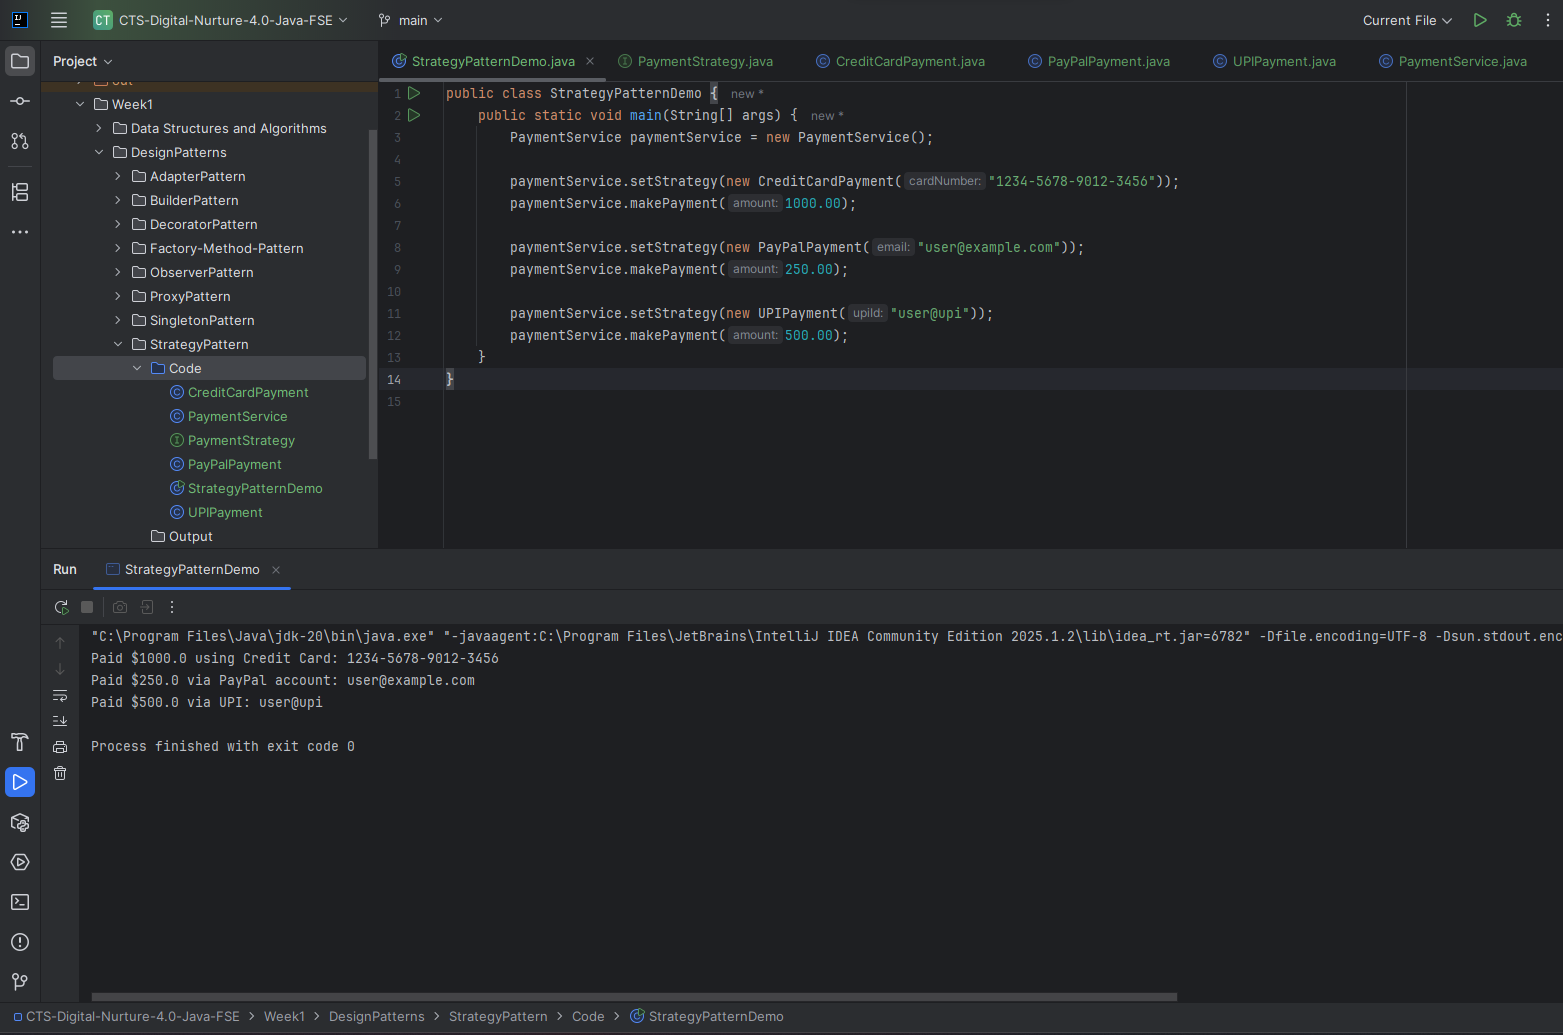 CT CTS-Digital-Nurture-4.0-Java-FSE main Current File
Project
StrategyPatternDemo.java PaymentStrategy.java CreditCardPayment.java PayPalPayment.java UPIPayment.java PaymentService.java
Week1
Data Structures and Algorithms
DesignPatterns
AdapterPattern
BuilderPattern
DecoratorPattern
Factory-Method-Pattern
ObserverPattern
ProxyPattern
SingletonPattern
StrategyPattern
Code
CreditCardPayment
PaymentService
PaymentStrategy
PayPalPayment
StrategyPatternDemo
UPIPayment
Output
1 public class StrategyPatternDemo { new *
2 public static void main(String[] args) { new *
3 PaymentService paymentService = new PaymentService();
4
5 paymentService.setStrategy(new CreditCardPayment( cardNumber: "1234-5678-9012-3456"));
6 paymentService.makePayment( amount: 1000.00);
7
8 paymentService.setStrategy(new PayPalPayment( email: "user@example.com"));
9 paymentService.makePayment( amount: 250.00);
10
11 paymentService.setStrategy(new UPIPayment( upiId: "user@upi"));
12 paymentService.makePayment( amount: 500.00);
13 }
14 }
15
Run StrategyPatternDemo
"C:\Program Files\Java\jdk-20\bin\java.exe" "-javaagent:C:\Program Files\JetBrains\IntelliJ IDEA Community Edition 2025.1.2\lib\idea_rt.jar=6782" -Dfile.encoding=UTF-8 -Dsun.stdout.enc
Paid $1000.0 using Credit Card: 1234-5678-9012-3456
Paid $250.0 via PayPal account: user@example.com
Paid $500.0 via UPI: user@upi
Process finished with exit code 0
CTS-Digital-Nurture-4.0-Java-FSE > Week1 > DesignPatterns > StrategyPattern > Code > StrategyPatternDemo